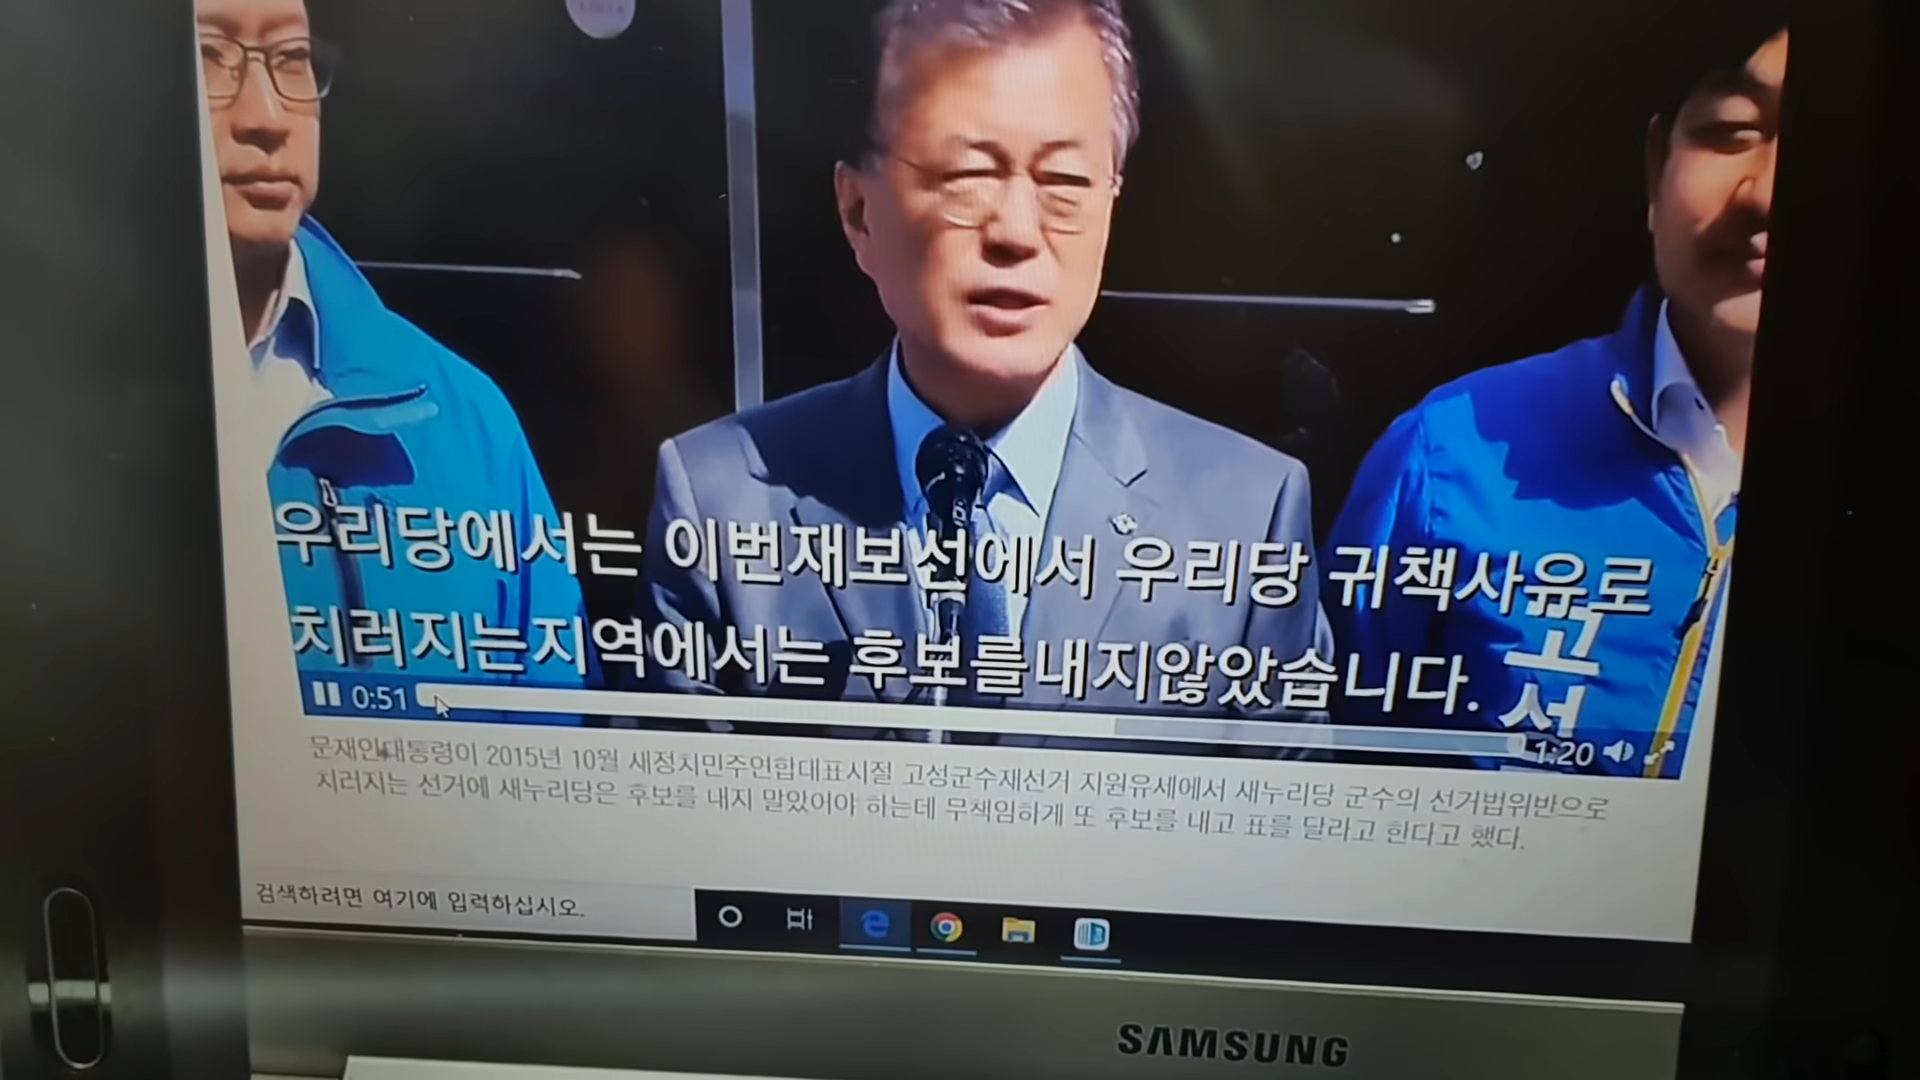 우리당에서는 이번재보선에서 우리당 귀책사유로
치러지는지역에서는 후보를내지않았습니다.
고
성
0:51
1:20
문재인대통령이 2015년 10월 새정치민주연합대표시절 고성군수재선거 지원유세에서 새누리당 군수의 선거법위반으로
치러지는 선거에 새누리당은 후보를 내지 말았어야 하는데 무책임하게 또 후보를 내고 표를 달라고 한다고 했다.
검색하려면 여기에 입력하십시오.
SAMSUNG